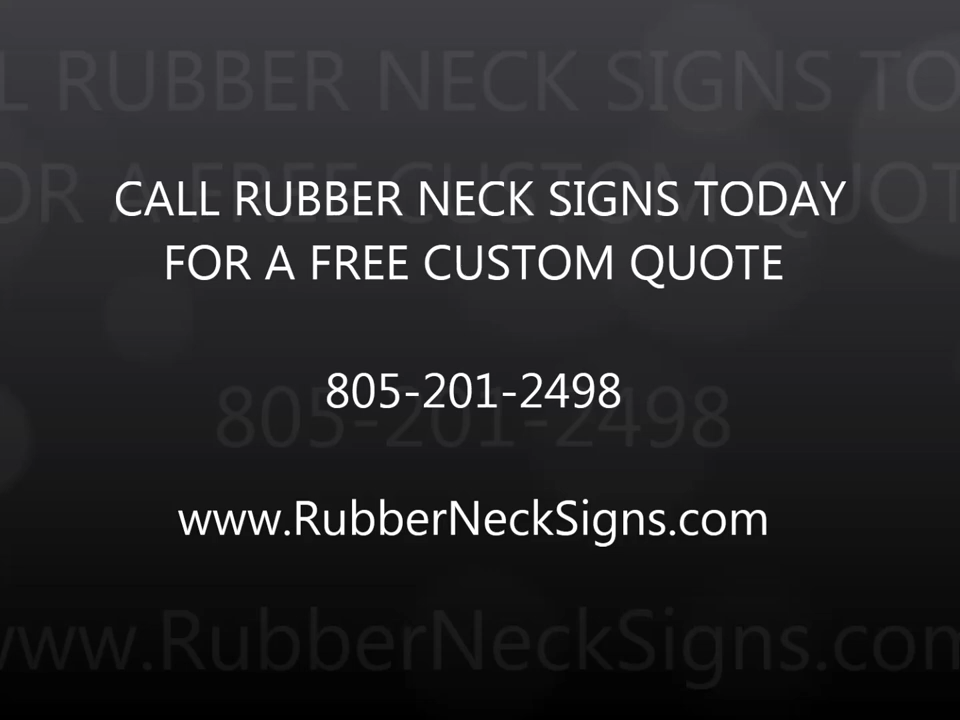 CALL RUBBER NECK SIGNS TODAY
FOR A FREE CUSTOM QUOTE
805-201-2498
www.RubberNeckSigns.com